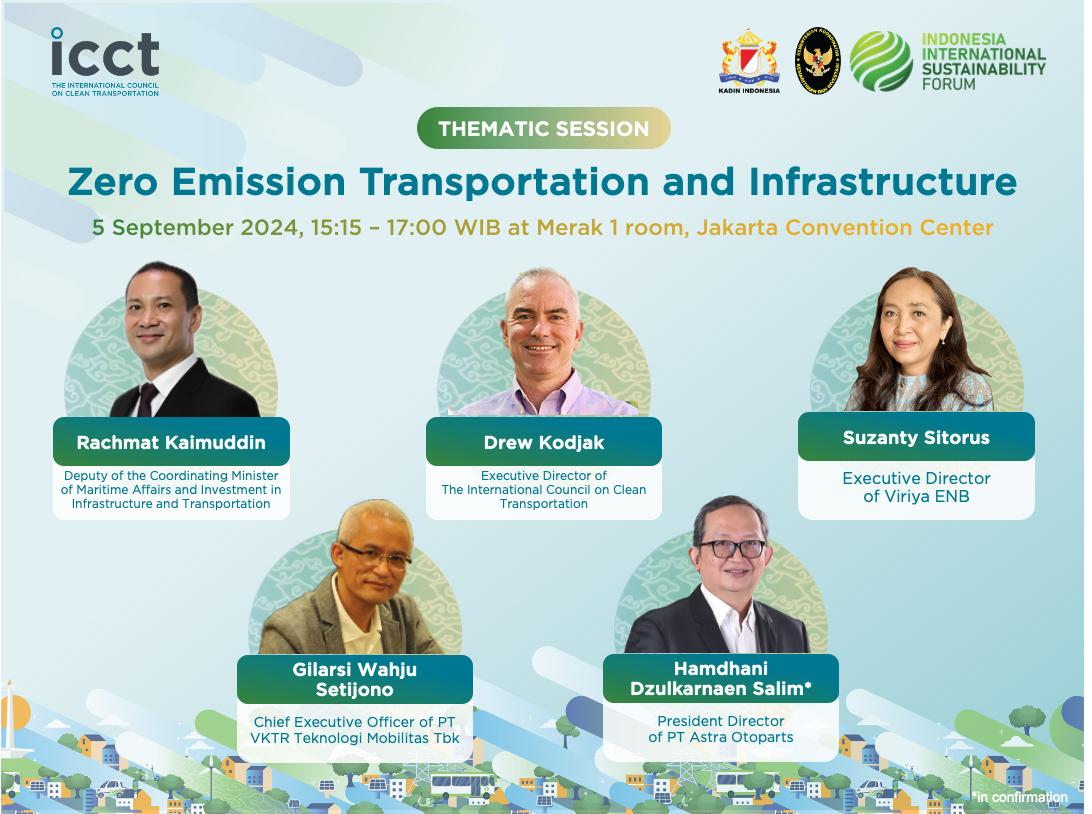 icct
THE INTERNATIONAL COUNCIL
ON CLEAN TRANSPORTATION
KADIN INDONESIA
INDONESIA
INTERNATIONAL
SUSTAINABILITY
FORUM
THEMATIC SESSION
Zero Emission Transportation and Infrastructure
5 September 2024, 15:15 – 17:00 WIB at Merak 1 room, Jakarta Convention Center
Rachmat Kaimuddin
Deputy of the Coordinating Minister
of Maritime Affairs and Investment in
Infrastructure and Transportation
Drew Kodjak
Executive Director of
The International Council on Clean
Transportation
Suzanty Sitorus
Executive Director
of Viriya ENB
Gilarsi Wahju
Setijono
Chief Executive Officer of PT
VKTR Teknologi Mobilitas Tbk
Hamdhani
Dzulkarnaen Salim*
President Director
of PT Astra Otoparts
*in confirmation